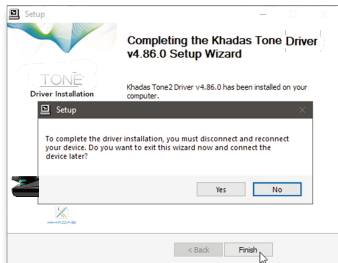 Setup
Completing the Khadas Tone Driver
v4.86.0 Setup Wizard
TONE
Driver Installation
Khadas Tone2 Driver v4.86.0 has been installed on your
computer.
Setup
To complete the driver installation, you must disconnect and reconnect
your device. Do you want to exit this wizard now and connect the
device later?
Yes No
KHADAS
< Back Finish